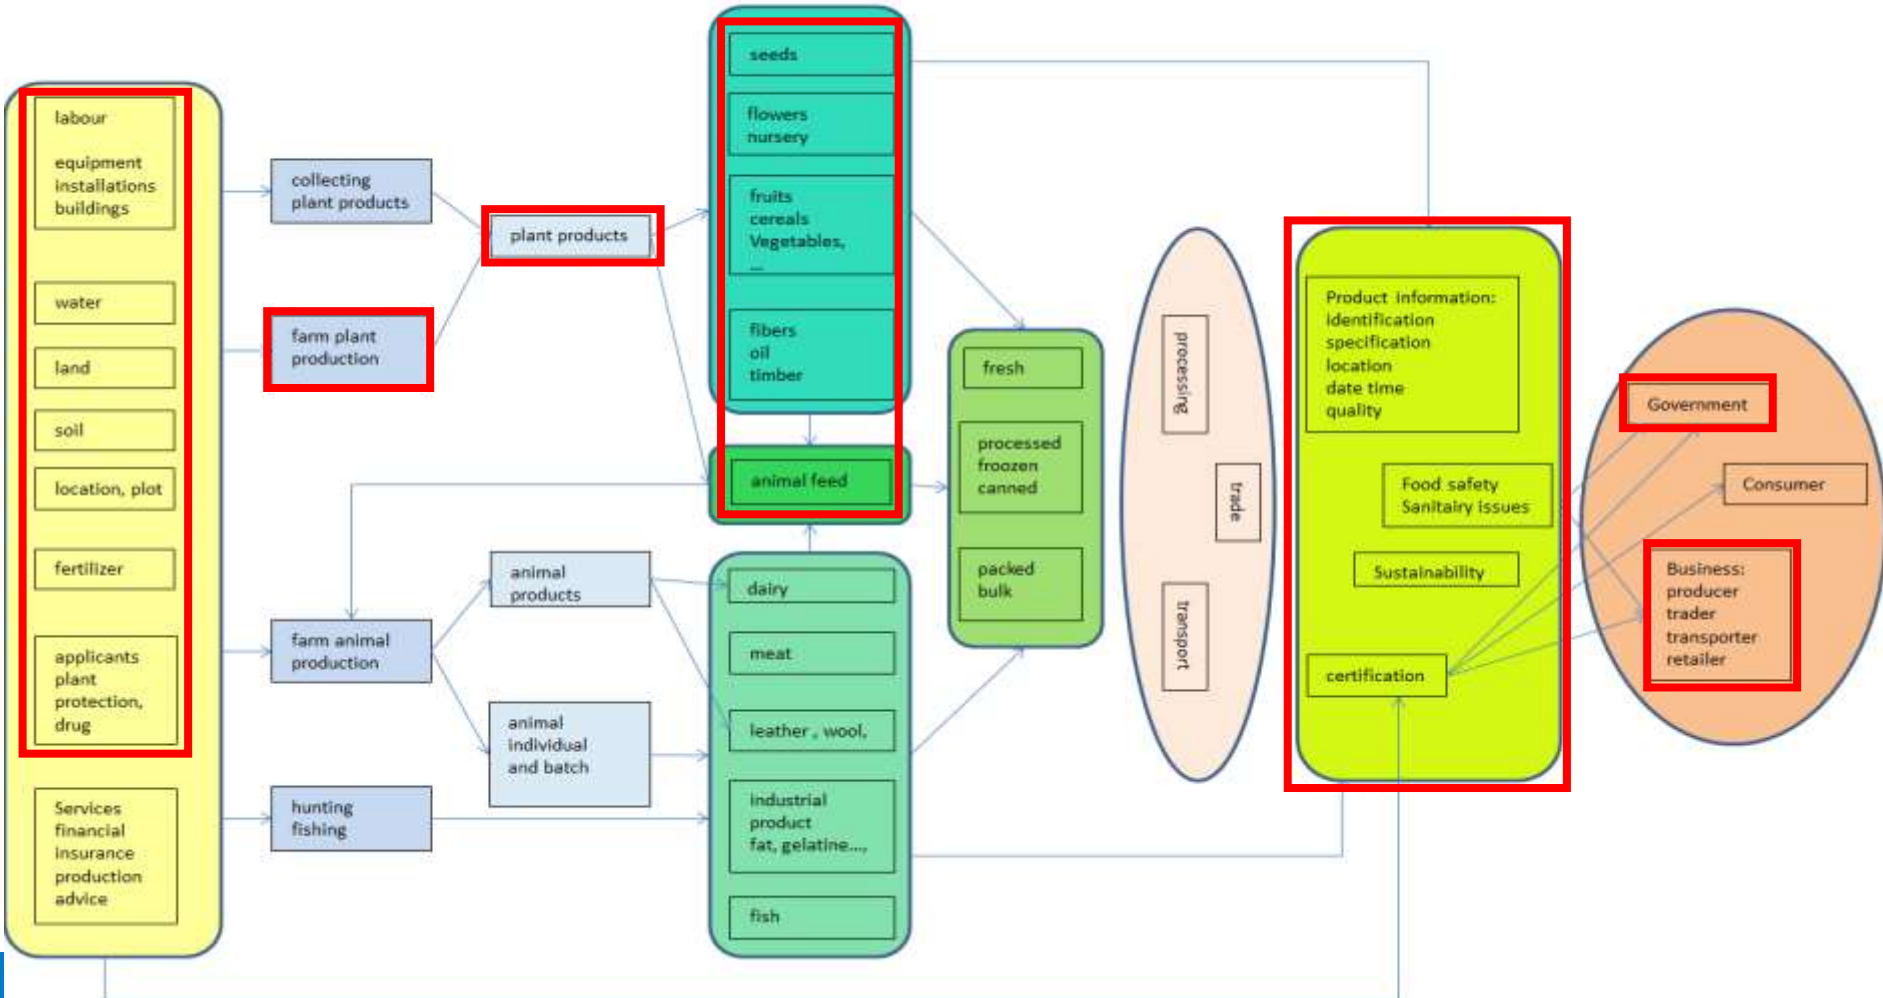 labour
equipment
installations
buildings
water
land
soil
location, plot
fertilizer
applicants
plant
protection,
drug
Services
financial
insurance
production
advice
collecting
plant products
farm plant
production
farm animal
production
hunting
fishing
plant products
animal
products
animal
individual
and batch
seeds
flowers
nursery
fruits
cereals
Vegetables,
...
fibers
oil
timber
animal feed
dairy
meat
leather , wool,
industrial
product
fat, gelatine...,
fish
fresh
processed
froozen
canned
packed
bulk
processing
trade
transport
Product information:
identification
specification
location
date time
quality
Food safety
Sanitairy issues
Sustainability
certification
Government
Consumer
Business:
producer
trader
transporter
retailer